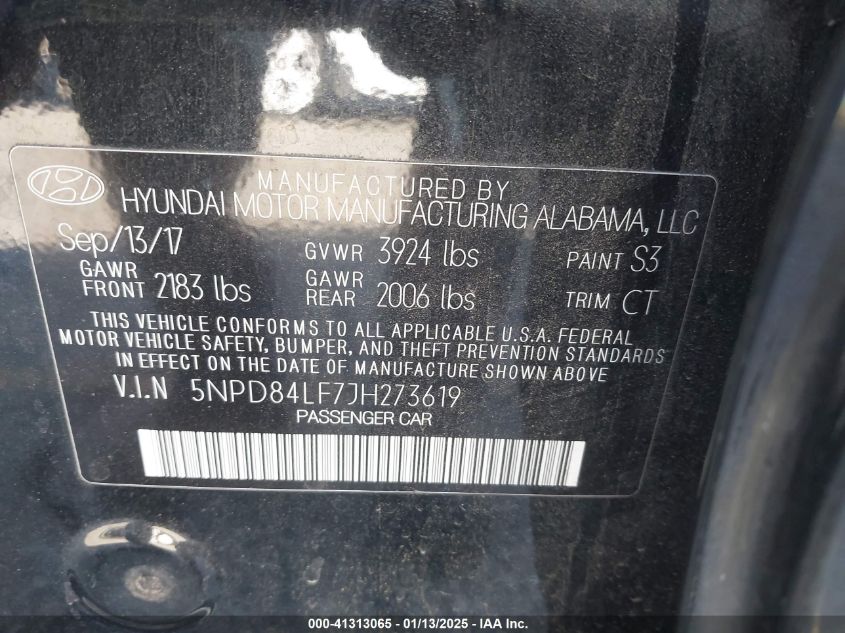 MANUFACTURED BY
HYUNDAI MOTOR MANUFACTURING ALABAMA, LLC
Sep/13/17 GVWR 3924 lbs PAINT S3
GAWR FRONT 2183 lbs GAWR REAR 2006 lbs TRIM CT
THIS VEHICLE CONFORMS TO ALL APPLICABLE U.S.A. FEDERAL
MOTOR VEHICLE SAFETY, BUMPER, AND THEFT PREVENTION STANDARDS
IN EFFECT ON THE DATE OF MANUFACTURE SHOWN ABOVE
V.I.N 5NPD84LF7JH273619
PASSENGER CAR
000-41313065 - 01/13/2025 - IAA Inc.